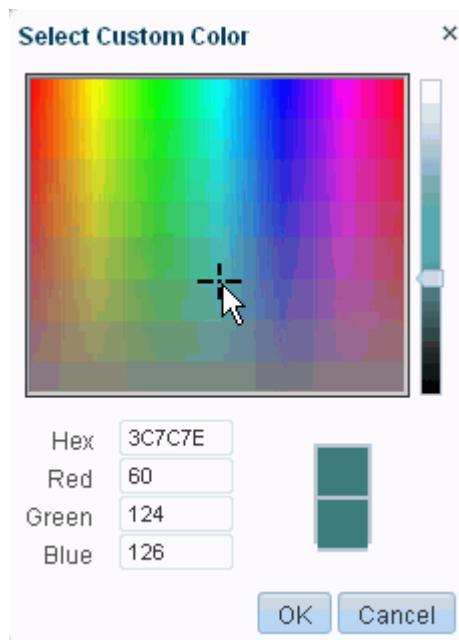 Select Custom Color ×
Hex 3C7C7E
Red 60
Green 124
Blue 126
OK Cancel